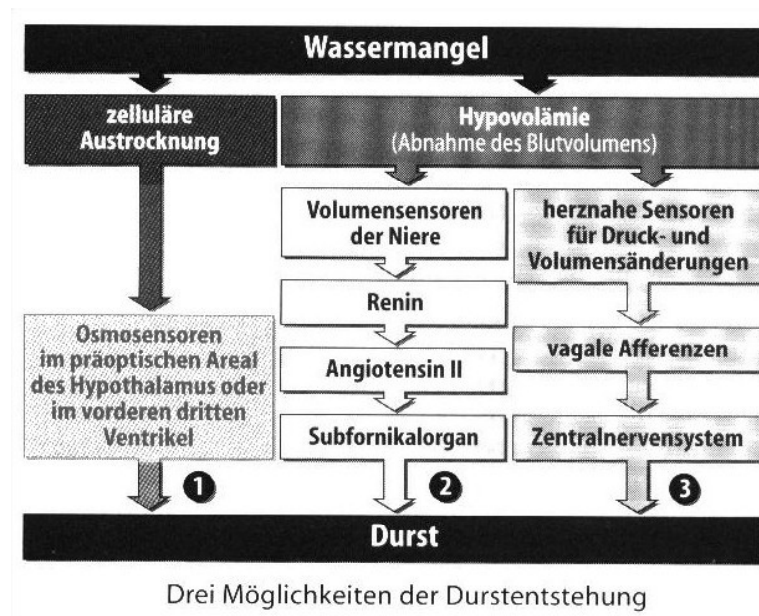 Wassermangel
zelluläre
Austrocknung
Hypovolämie
(Abnahme des Blutvolumens)
Volumensensoren
der Niere
herznahe Sensoren
für Druck- und
Volumensänderungen
Renin
Osmosensoren
im präoptischen Areal
des Hypothalamus oder
im vorderen dritten
Ventrikel
Angiotensin II
vagale Afferenzen
Subfornikalorgan
Zentralnervensystem
1
2
3
Durst
Drei Möglichkeiten der Durstentstehung